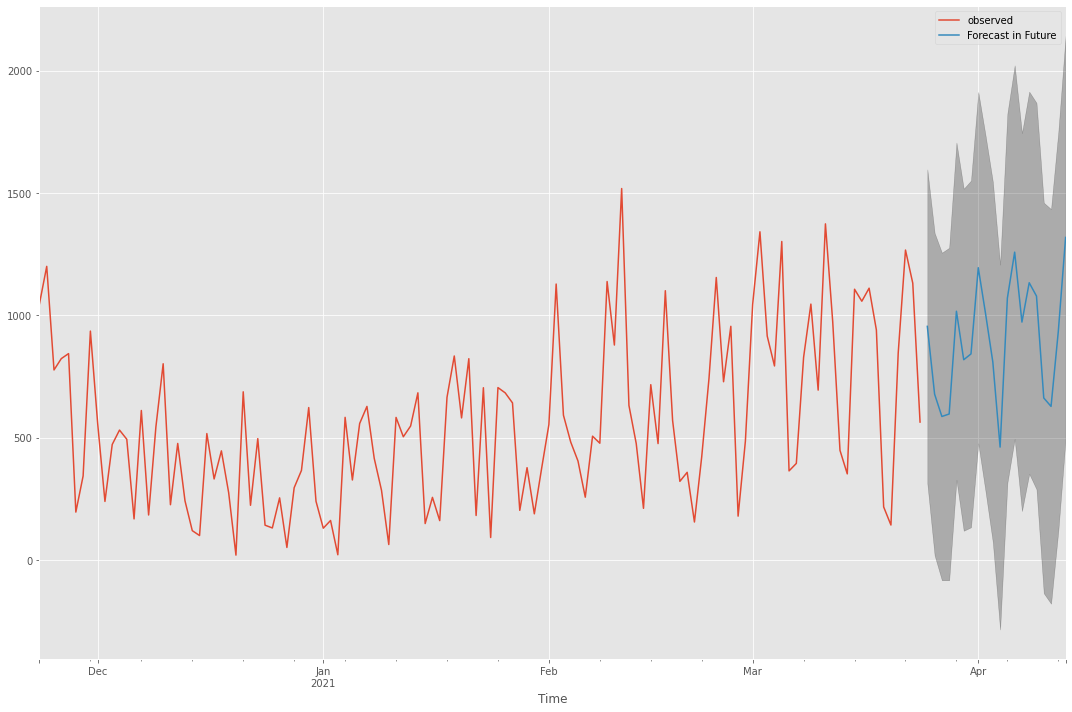 observed
Forecast in Future
2000
1500
1000
500
0
Dec
Jan
2021
Feb
Mar
Apr
Time